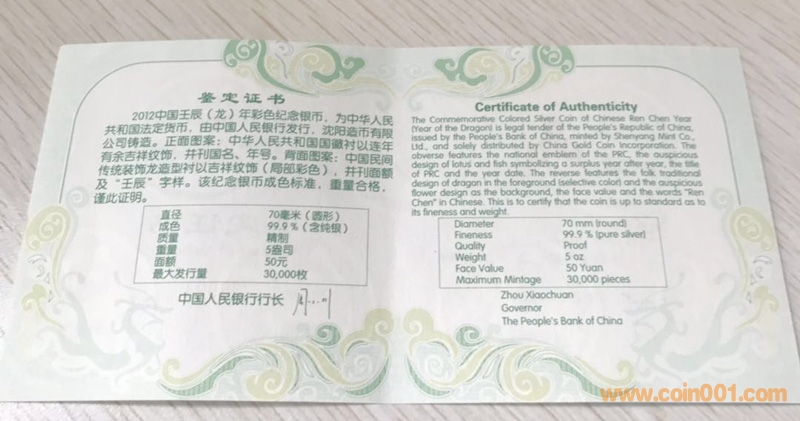 鉴定证书
2012中国壬辰（龙）年彩色纪念银币，为中华人民
共和国法定货币，由中国人民银行发行，沈阳造币有限
公司铸造。正面图案：中华人民共和国国徽衬以连年
有余吉祥纹饰，并刊国名、年号。背面图案：中国民间
传统装饰龙造型衬以吉祥纹饰（局部彩色），并刊面额
及“壬辰”字样。该纪念银币成色标准，重量合格，
谨此证明。
直径 70毫米（圆形）
成色 99.9％（含纯银）
质量 精制
重量 5盎司
面额 50元
最大发行量 30,000枚
中国人民银行行长
Certificate of Authenticity
The Commemorative Colored Silver Coin of Chinese Ren Chen Year
(Year of the Dragon) is legal tender of the People's Republic of China,
issued by the People's Bank of China, minted by Shenyang Mint Co.,
Ltd., and solely distributed by China Gold Coin Incorporation. The
obverse features the national emblem of the PRC, the auspicious
design of lotus and fish symbolizing a surplus year after year, the title
of PRC and the year date. The reverse features the folk traditional
design of dragon in the foreground (selective color) and the auspicious
flower design as the background, the face value and the words "Ren
Chen" in Chinese. This is to certify that the coin is up to standard as to
its fineness and weight.
Diameter 70 mm (round)
Fineness 99.9 % (pure silver)
Quality Proof
Weight 5 oz
Face Value 50 Yuan
Maximum Mintage 30,000 pieces
Zhou Xiaochuan
Governor
The People's Bank of China
www.coin001.com